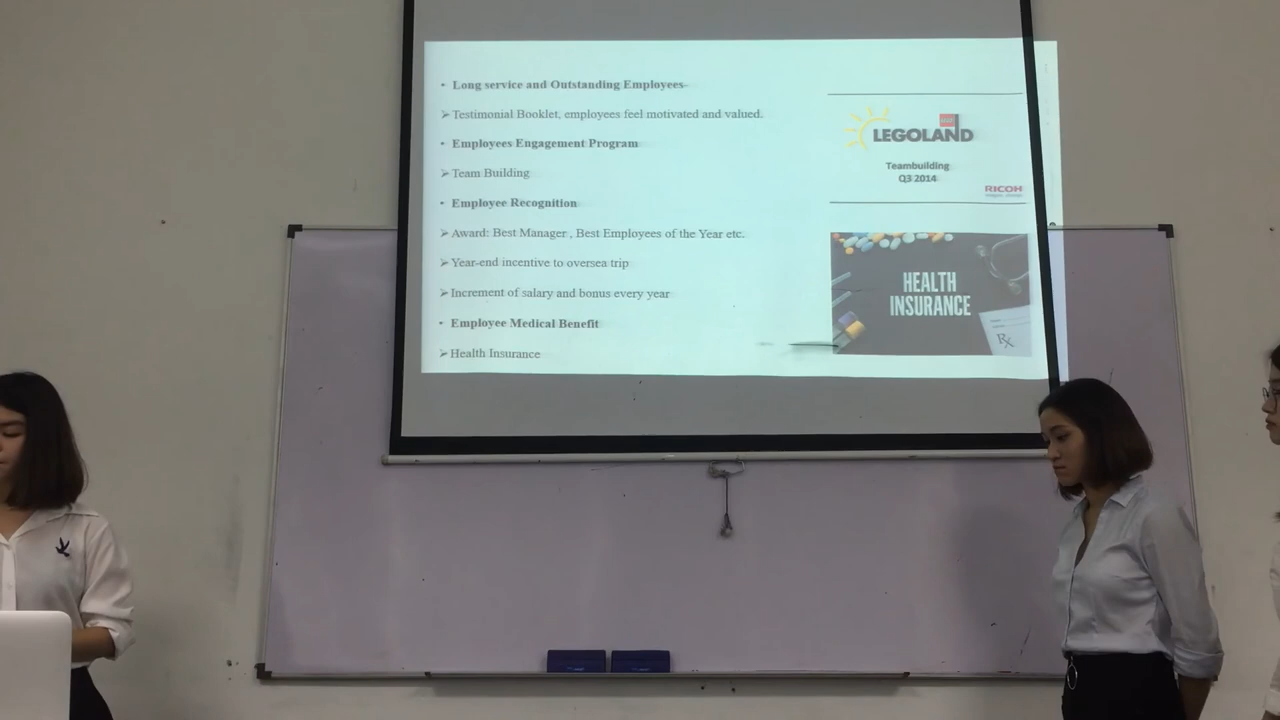 • Long service and Outstanding Employees-
➢ Testimonial Booklet, employees feel motivated and valued.
• Employees Engagement Program
➢ Team Building
• Employee Recognition
➢ Award: Best Manager , Best Employees of the Year etc.
➢ Year-end incentive to oversea trip
➢ Increment of salary and bonus every year
• Employee Medical Benefit
➢ Health Insurance
LEGOLAND
Teambuilding
Q3 2014
RICOH
HEALTH
INSURANCE
Rx